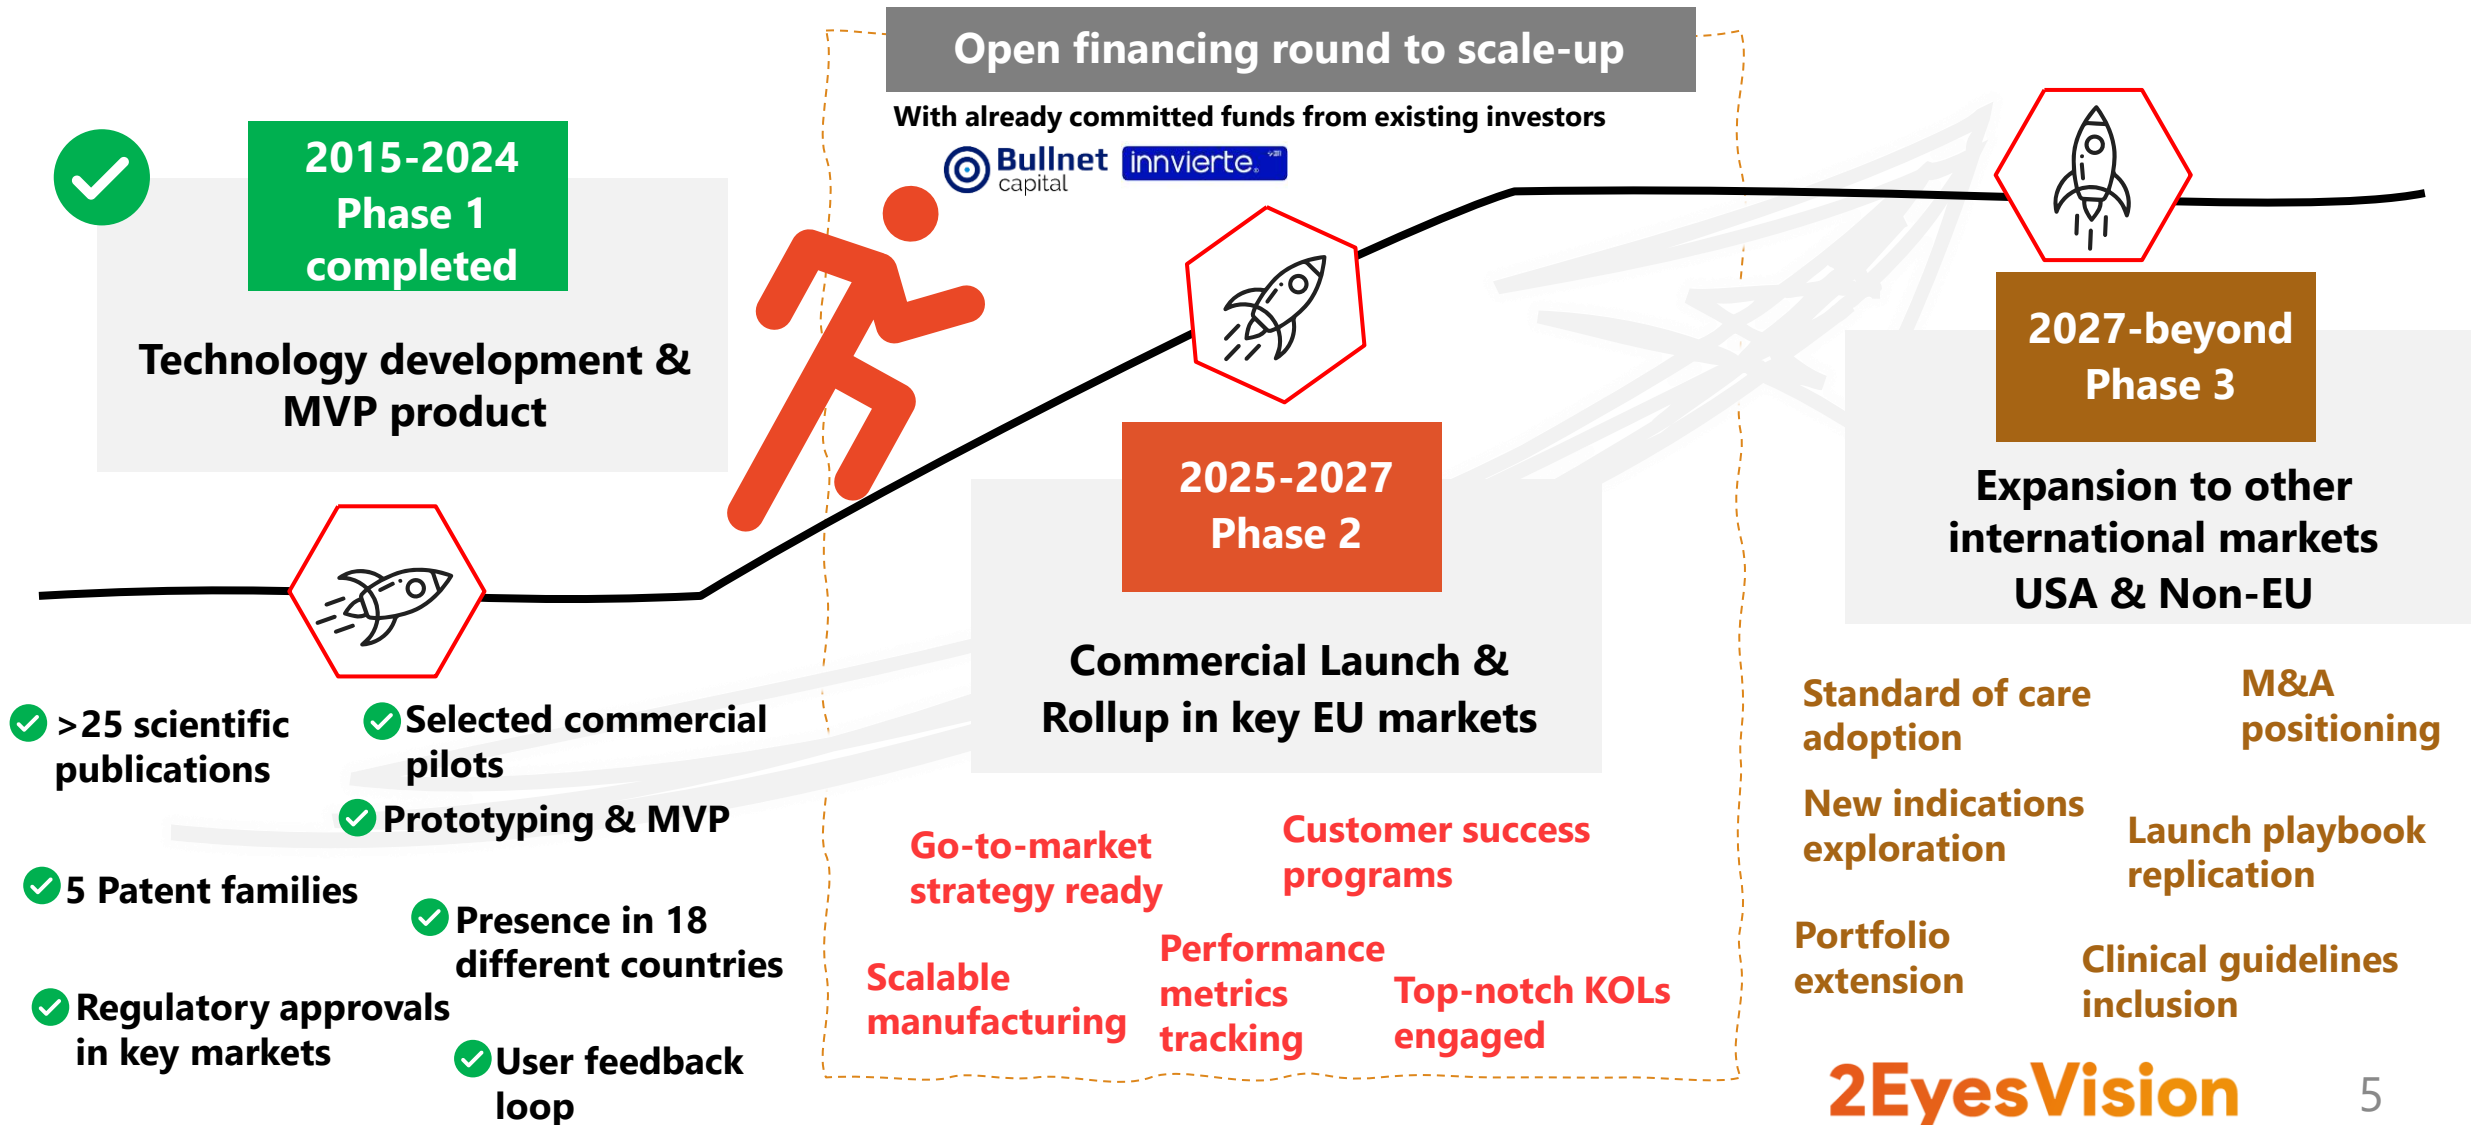 Open financing round to scale-up
With already committed funds from existing investors
Bullnet
capital
innvierte.
2015-2024
Phase 1
completed
Technology development &
MVP product
>25 scientific
publications
Selected commercial
pilots
Prototyping & MVP
5 Patent families
Presence in 18
different countries
Regulatory approvals
in key markets
User feedback
loop
2025-2027
Phase 2
Commercial Launch &
Rollup in key EU markets
Go-to-market
strategy ready
Customer success
programs
Scalable
manufacturing
Performance
metrics
tracking
Top-notch KOLs
engaged
2027-beyond
Phase 3
Expansion to other
international markets
USA & Non-EU
Standard of care
adoption
M&A
positioning
New indications
exploration
Launch playbook
replication
Portfolio
extension
Clinical guidelines
inclusion
2EyesVision
5